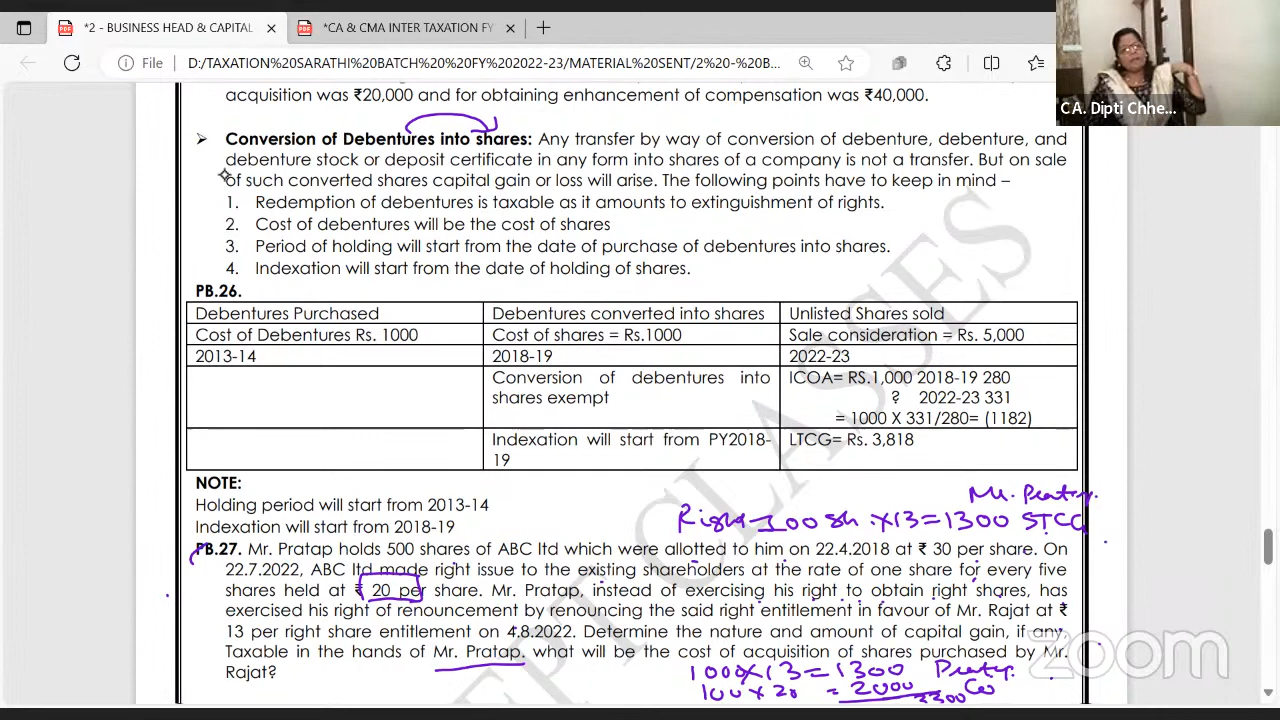 *2 - BUSINESS HEAD & CAPITAL
*CA & CMA INTER TAXATION FY
File D:/TAXATION%20SARATHI%20BATCH%20%20FY%202022-23/MATERIAL%20SENT/2%20-%20B...
CA. Dipti Chhe...
acquisition was ₹20,000 and for obtaining enhancement of compensation was ₹40,000.
Conversion of Debentures into shares: Any transfer by way of conversion of debenture, debenture, and
debenture stock or deposit certificate in any form into shares of a company is not a transfer. But on sale
of such converted shares capital gain or loss will arise. The following points have to keep in mind –
1. Redemption of debentures is taxable as it amounts to extinguishment of rights.
2. Cost of debentures will be the cost of shares
3. Period of holding will start from the date of purchase of debentures into shares.
4. Indexation will start from the date of holding of shares.
PB.26.
Debentures Purchased Debentures converted into shares Unlisted Shares sold
Cost of Debentures Rs. 1000 Cost of shares = Rs.1000 Sale consideration = Rs. 5,000
2013-14 2018-19 2022-23
Conversion of debentures into ICOA= RS.1,000 2018-19 280
shares exempt ? 2022-23 331
= 1000 X 331/280= (1182)
Indexation will start from PY2018- LTCG= Rs. 3,818
19
NOTE:
Holding period will start from 2013-14
Mr. Pratap.
Indexation will start from 2018-19
Right 100 sh. x 13 = 1300 STCG
PB.27. Mr. Pratap holds 500 shares of ABC ltd which were allotted to him on 22.4.2018 at ₹ 30 per share. On
22.7.2022, ABC ltd made right issue to the existing shareholders at the rate of one share for every five
shares held at ₹ 20 per share. Mr. Pratap, instead of exercising his right to obtain right shares, has
exercised his right of renouncement by renouncing the said right entitlement in favour of Mr. Rajat at ₹
13 per right share entitlement on 4.8.2022. Determine the nature and amount of capital gain, if any,
Taxable in the hands of Mr. Pratap. what will be the cost of acquisition of shares purchased by Mr.
Rajat?
zoom
100 x 13 = 1300 Pratap
100 x 20 = 2000 Co
3300
CEPT CLASSES